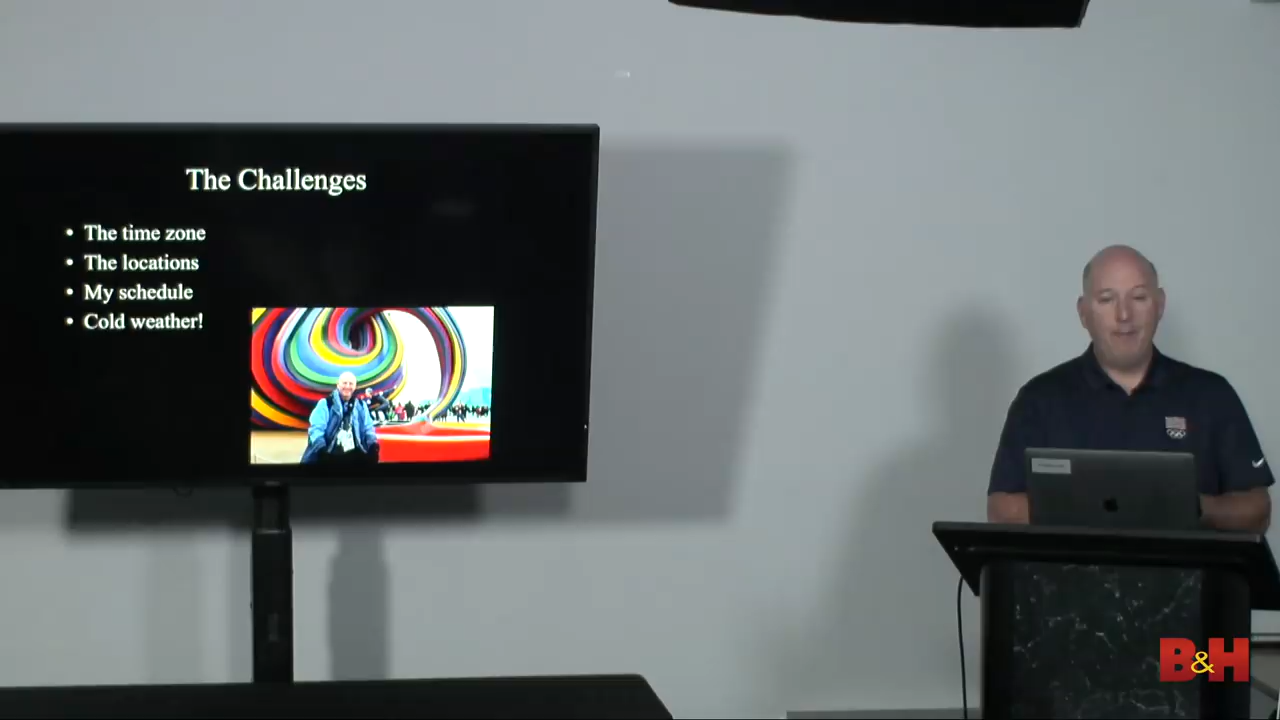 The Challenges
• The time zone
• The locations
• My schedule
• Cold weather!
B&H